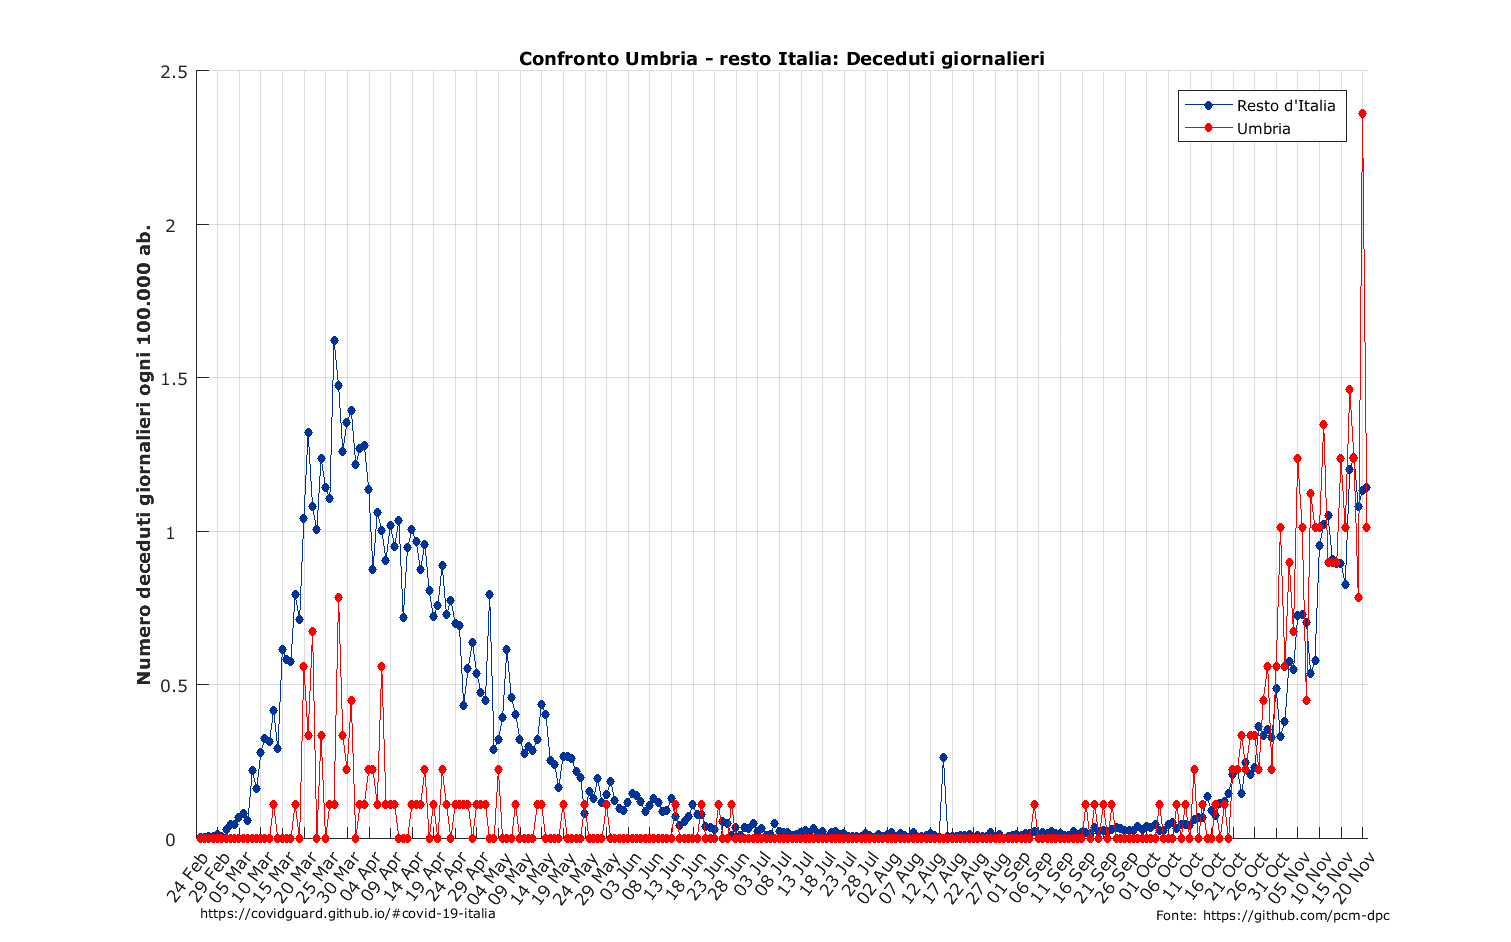 Confronto Umbria - resto Italia: Deceduti giornalieri
Resto d'Italia
Umbria
Numero deceduti giornalieri ogni 100.000 ab.
2.5
2
1.5
1
0.5
0
24 Feb
29 Feb
05 Mar
10 Mar
15 Mar
20 Mar
25 Mar
30 Mar
04 Apr
09 Apr
14 Apr
19 Apr
24 Apr
29 Apr
04 May
09 May
14 May
19 May
24 May
29 May
03 Jun
08 Jun
13 Jun
18 Jun
23 Jun
28 Jun
03 Jul
08 Jul
13 Jul
18 Jul
23 Jul
28 Jul
02 Aug
07 Aug
12 Aug
17 Aug
22 Aug
27 Aug
01 Sep
06 Sep
11 Sep
16 Sep
21 Sep
26 Sep
01 Oct
06 Oct
11 Oct
16 Oct
21 Oct
26 Oct
31 Oct
05 Nov
10 Nov
15 Nov
20 Nov
https://covidguard.github.io/#covid-19-italia
Fonte: https://github.com/pcm-dpc